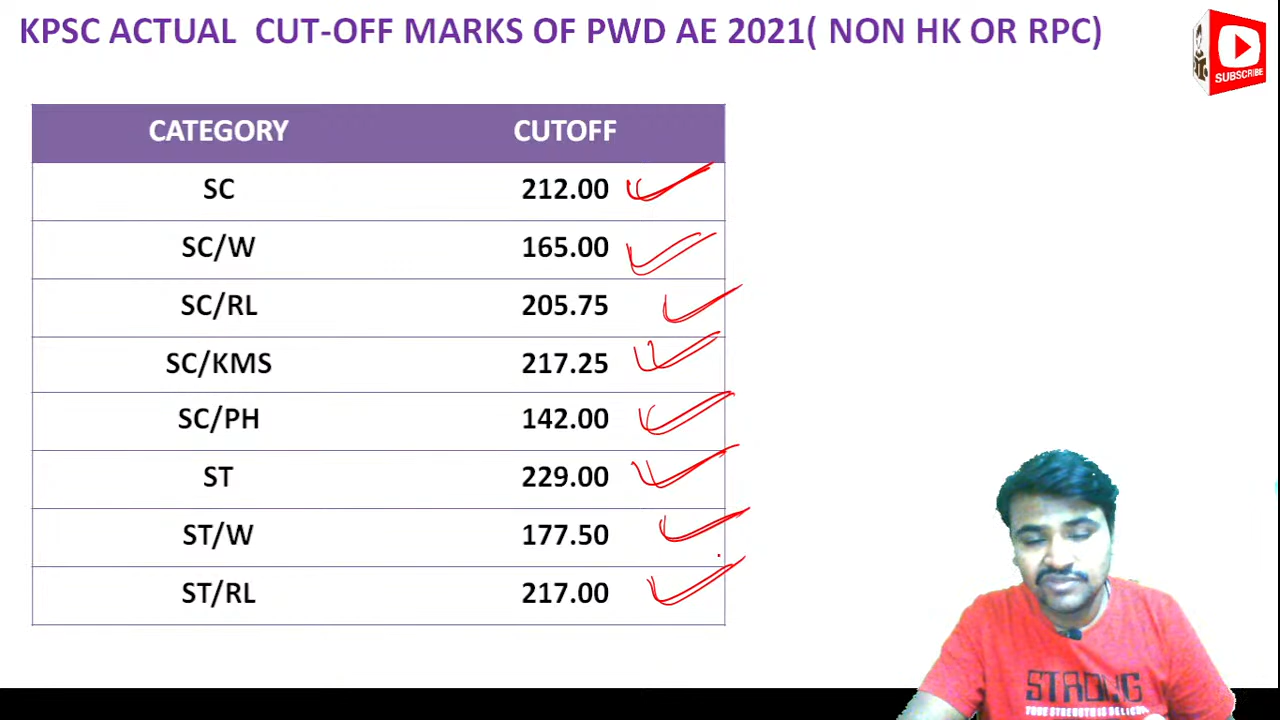 KPSC ACTUAL CUT-OFF MARKS OF PWD AE 2021( NON HK OR RPC)
SUBSCRIBE
CATEGORY CUTOFF
SC 212.00
SC/W 165.00
SC/RL 205.75
SC/KMS 217.25
SC/PH 142.00
ST 229.00
ST/W 177.50
ST/RL 217.00
STRONG